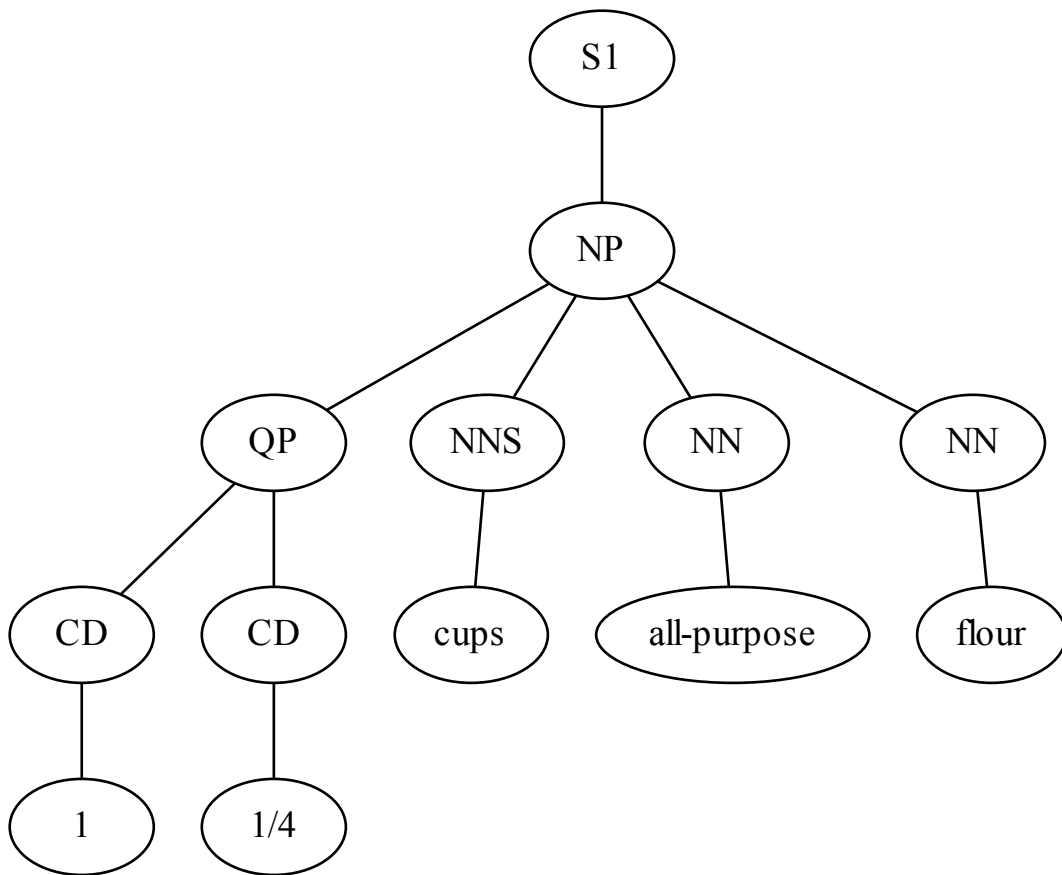 S1
NP
QP NNS NN NN
CD CD cups all-purpose flour
1 1/4